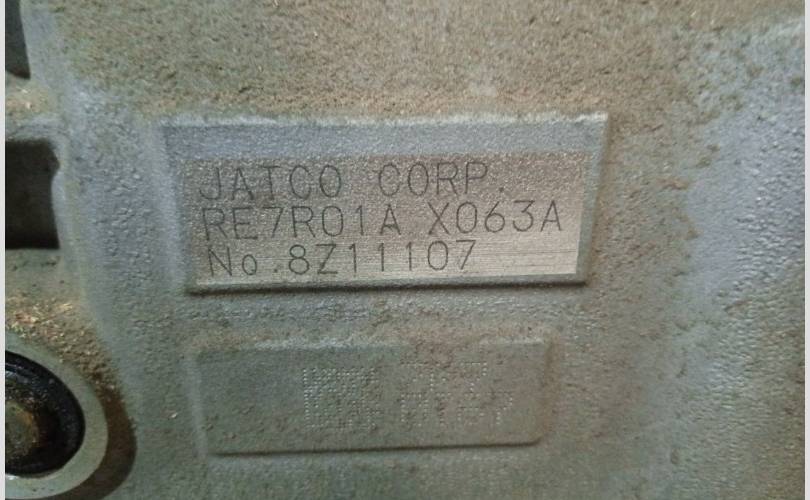 JATCO CORP.
RE7R01A X063A
No.8Z11107